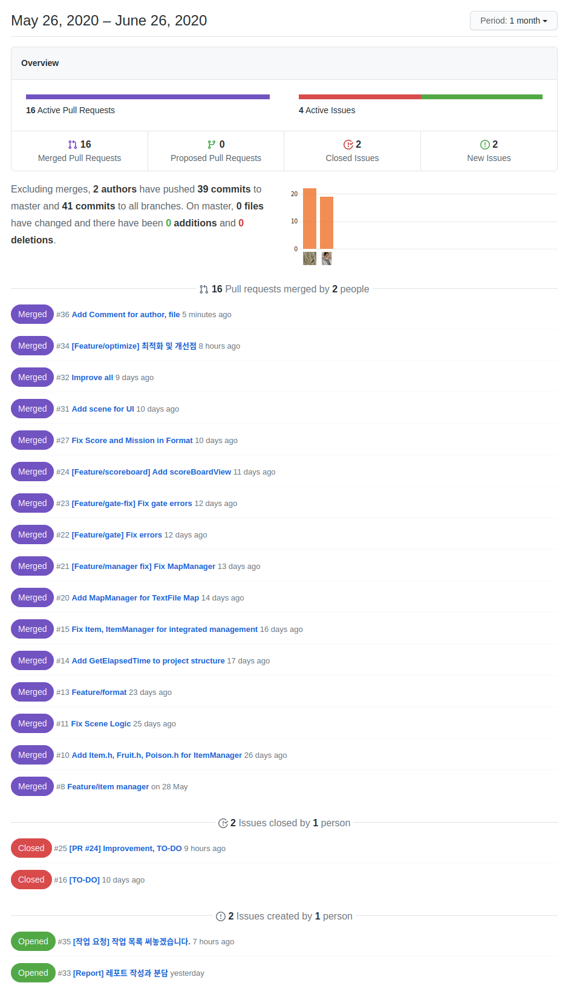 May 26, 2020 – June 26, 2020
Period: 1 month
Overview
16 Active Pull Requests
4 Active Issues
16
Merged Pull Requests
0
Proposed Pull Requests
2
Closed Issues
2
New Issues
Excluding merges, 2 authors have pushed 39 commits to
master and 41 commits to all branches. On master, 0 files
have changed and there have been 0 additions and 0
deletions.
20
10
0
16 Pull requests merged by 2 people
Merged #36 Add Comment for author, file 5 minutes ago
Merged #34 [Feature/optimize] 최적화 및 개선점 8 hours ago
Merged #32 Improve all 9 days ago
Merged #31 Add scene for UI 10 days ago
Merged #27 Fix Score and Mission in Format 10 days ago
Merged #24 [Feature/scoreboard] Add scoreBoardView 11 days ago
Merged #23 [Feature/gate-fix] Fix gate errors 12 days ago
Merged #22 [Feature/gate] Fix errors 12 days ago
Merged #21 [Feature/manager fix] Fix MapManager 13 days ago
Merged #20 Add MapManager for TextFile Map 14 days ago
Merged #15 Fix Item, ItemManager for integrated management 16 days ago
Merged #14 Add GetElapsedTime to project structure 17 days ago
Merged #13 Feature/format 23 days ago
Merged #11 Fix Scene Logic 25 days ago
Merged #10 Add Item.h, Fruit.h, Poison.h for ItemManager 26 days ago
Merged #8 Feature/item manager on 28 May
2 Issues closed by 1 person
Closed #25 [PR #24] Improvement, TO-DO 9 hours ago
Closed #16 [TO-DO] 10 days ago
2 Issues created by 1 person
Opened #35 [작업 요청] 작업 목록 써놓겠습니다. 7 hours ago
Opened #33 [Report] 레포트 작성과 분담 yesterday